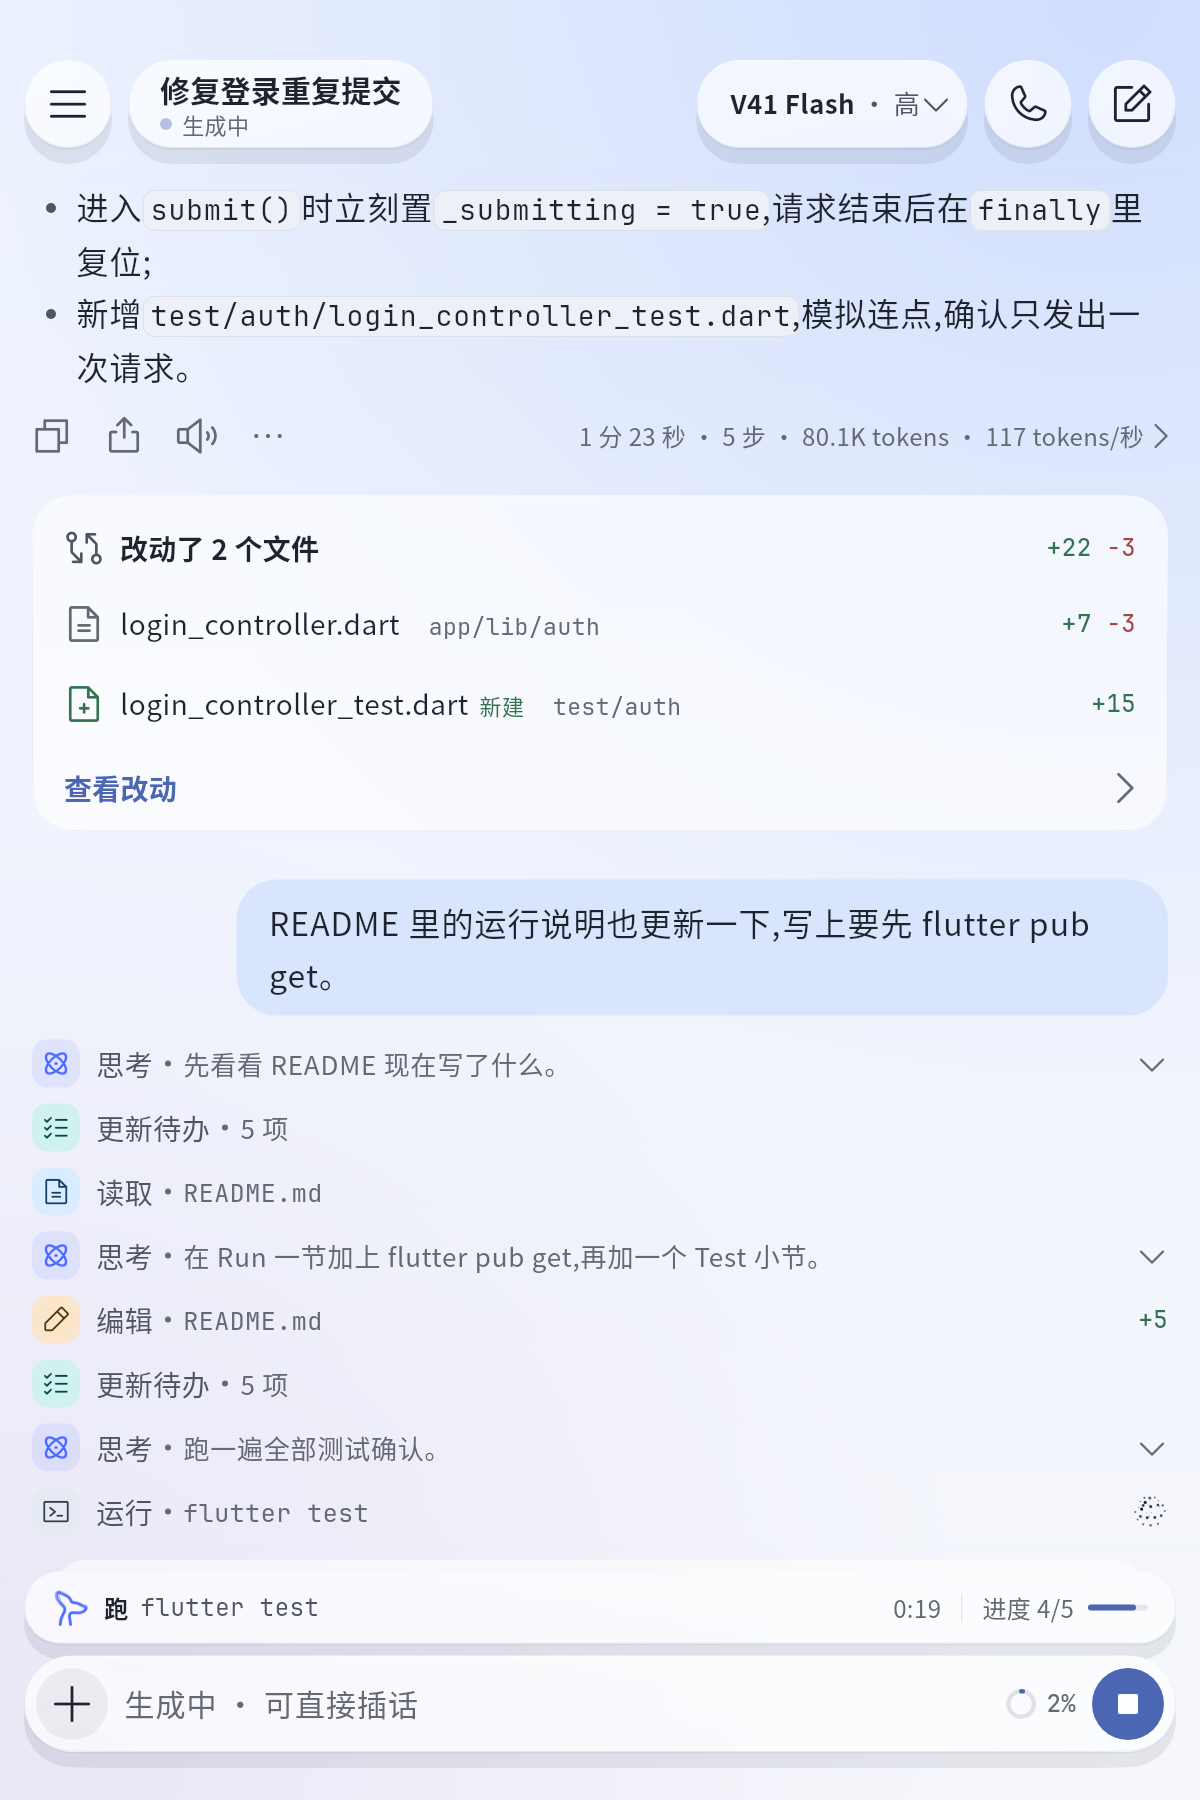 修复登录重复提交
生成中
V41 Flash · 高
进入 submit() 时立刻置 _submitting = true,请求结束后在 finally 里
复位;
新增 test/auth/login_controller_test.dart,模拟连点,确认只发出一
次请求。
1 分 23 秒 · 5 步 · 80.1K tokens · 117 tokens/秒
改动了 2 个文件 +22 -3
login_controller.dart app/lib/auth +7 -3
login_controller_test.dart 新建 test/auth +15
查看改动
README 里的运行说明也更新一下,写上要先 flutter pub
get。
思考 · 先看看 README 现在写了什么。
更新待办 · 5 项
读取 · README.md
思考 · 在 Run 一节加上 flutter pub get,再加一个 Test 小节。
编辑 · README.md +5
更新待办 · 5 项
思考 · 跑一遍全部测试确认。
运行 · flutter test
跑 flutter test 0:19 进度 4/5
生成中 · 可直接插话 2%